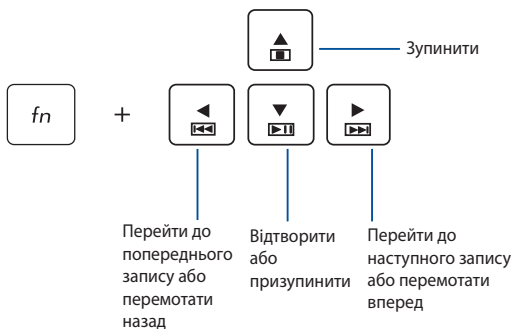 Зупинити
fn
+
Перейти до
попереднього
запису або
перемотати
назад
Відтворити
або
призупинити
Перейти до
наступного запису
або перемотати
вперед